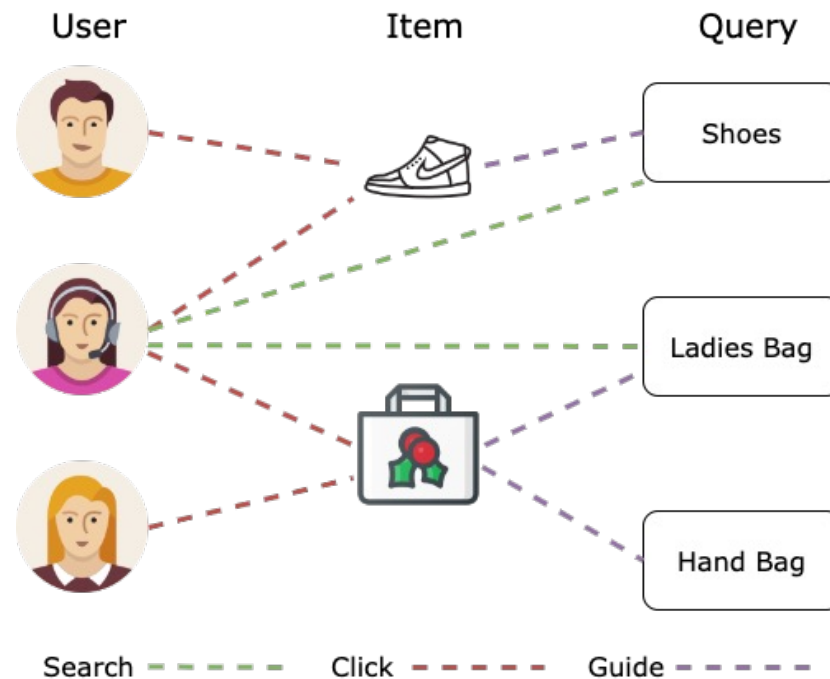 User Item Query
Shoes
Ladies Bag
Hand Bag
Search Click Guide